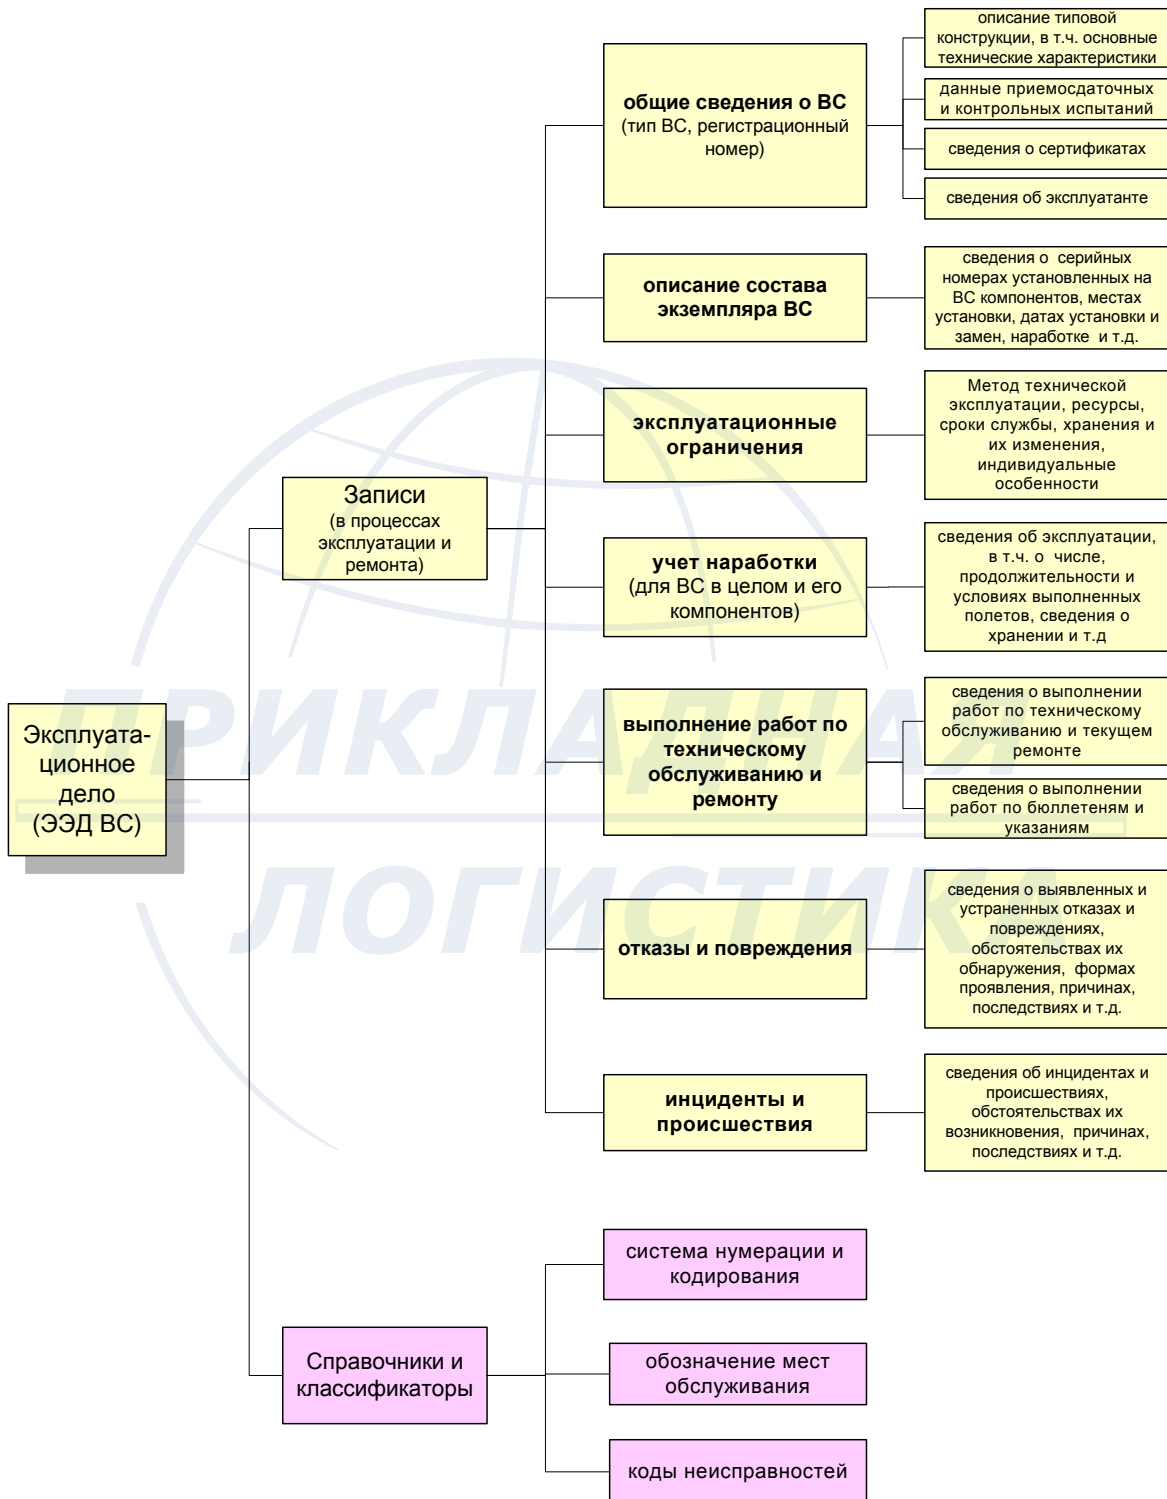 Эксплуата-
ционное
дело
(ЭЭД ВС)
Записи
(в процессах
эксплуатации и
ремонта)
общие сведения о ВС
(тип ВС, регистрационный
номер)
описание типовой
конструкции, в т.ч. основные
технические характеристики
данные приемосдаточных
и контрольных испытаний
сведения о сертификатах
сведения об эксплуатанте
описание состава
экземпляра ВС
сведения о серийных
номерах установленных на
ВС компонентов, местах
установки, датах установки и
замен, наработке и т.д.
эксплуатационные
ограничения
Метод технической
эксплуатации, ресурсы,
сроки службы, хранения и
их изменения,
индивидуальные
особенности
учет наработки
(для ВС в целом и его
компонентов)
сведения об эксплуатации,
в т.ч. о числе,
продолжительности и
условиях выполненных
полетов, сведения о
хранении и т.д
выполнение работ по
техническому
обслуживанию и
ремонту
сведения о выполнении
работ по техническому
обслуживанию и текущем
ремонте
сведения о выполнении
работ по бюллетеням и
указаниям
отказы и повреждения
сведения о выявленных и
устраненных отказах и
повреждениях,
обстоятельствах их
обнаружения, формах
проявления, причинах,
последствиях и т.д.
инциденты и
происшествия
сведения об инцидентах и
происшествиях,
обстоятельствах их
возникновения, причинах,
последствиях и т.д.
Справочники и
классификаторы
система нумерации и
кодирования
обозначение мест
обслуживания
коды неисправностей
ПРИКЛАДНАЯ
ЛОГИСТИКА